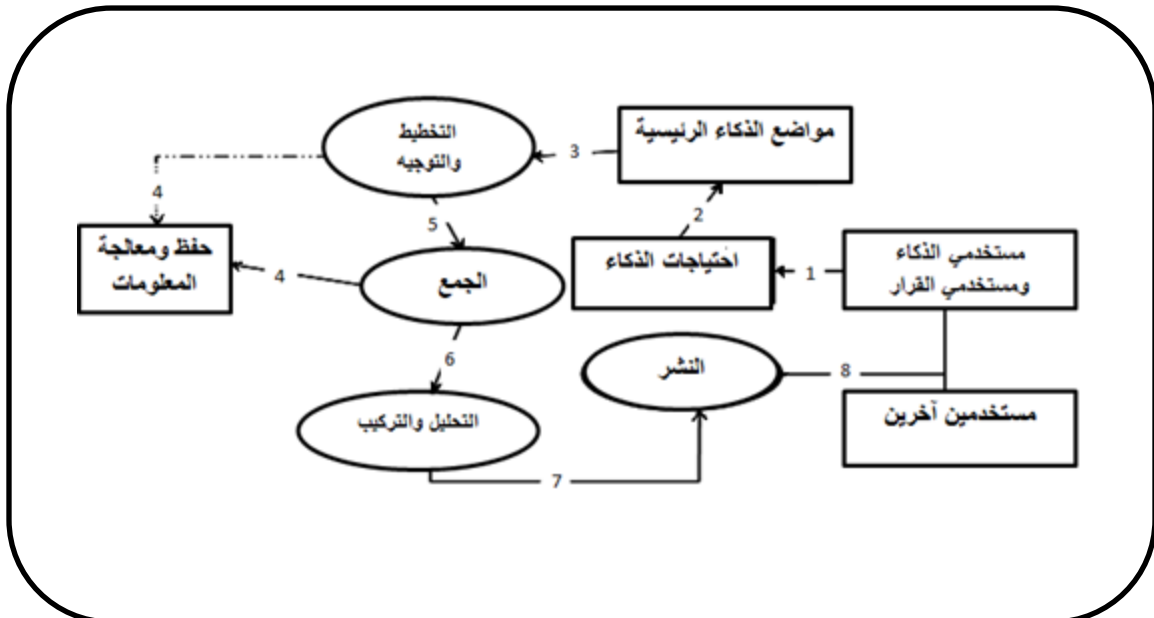 مواضع الذكاء الرئيسية
3
التخطيط
والتوجيه
4
2
5
مستخدمي الذكاء
ومستخدمي القرار
1
احتياجات الذكاء
حفظ ومعالجة
المعلومات
4
الجمع
6
النشر
8
مستخدمين آخرين
التحليل والتركيب
7